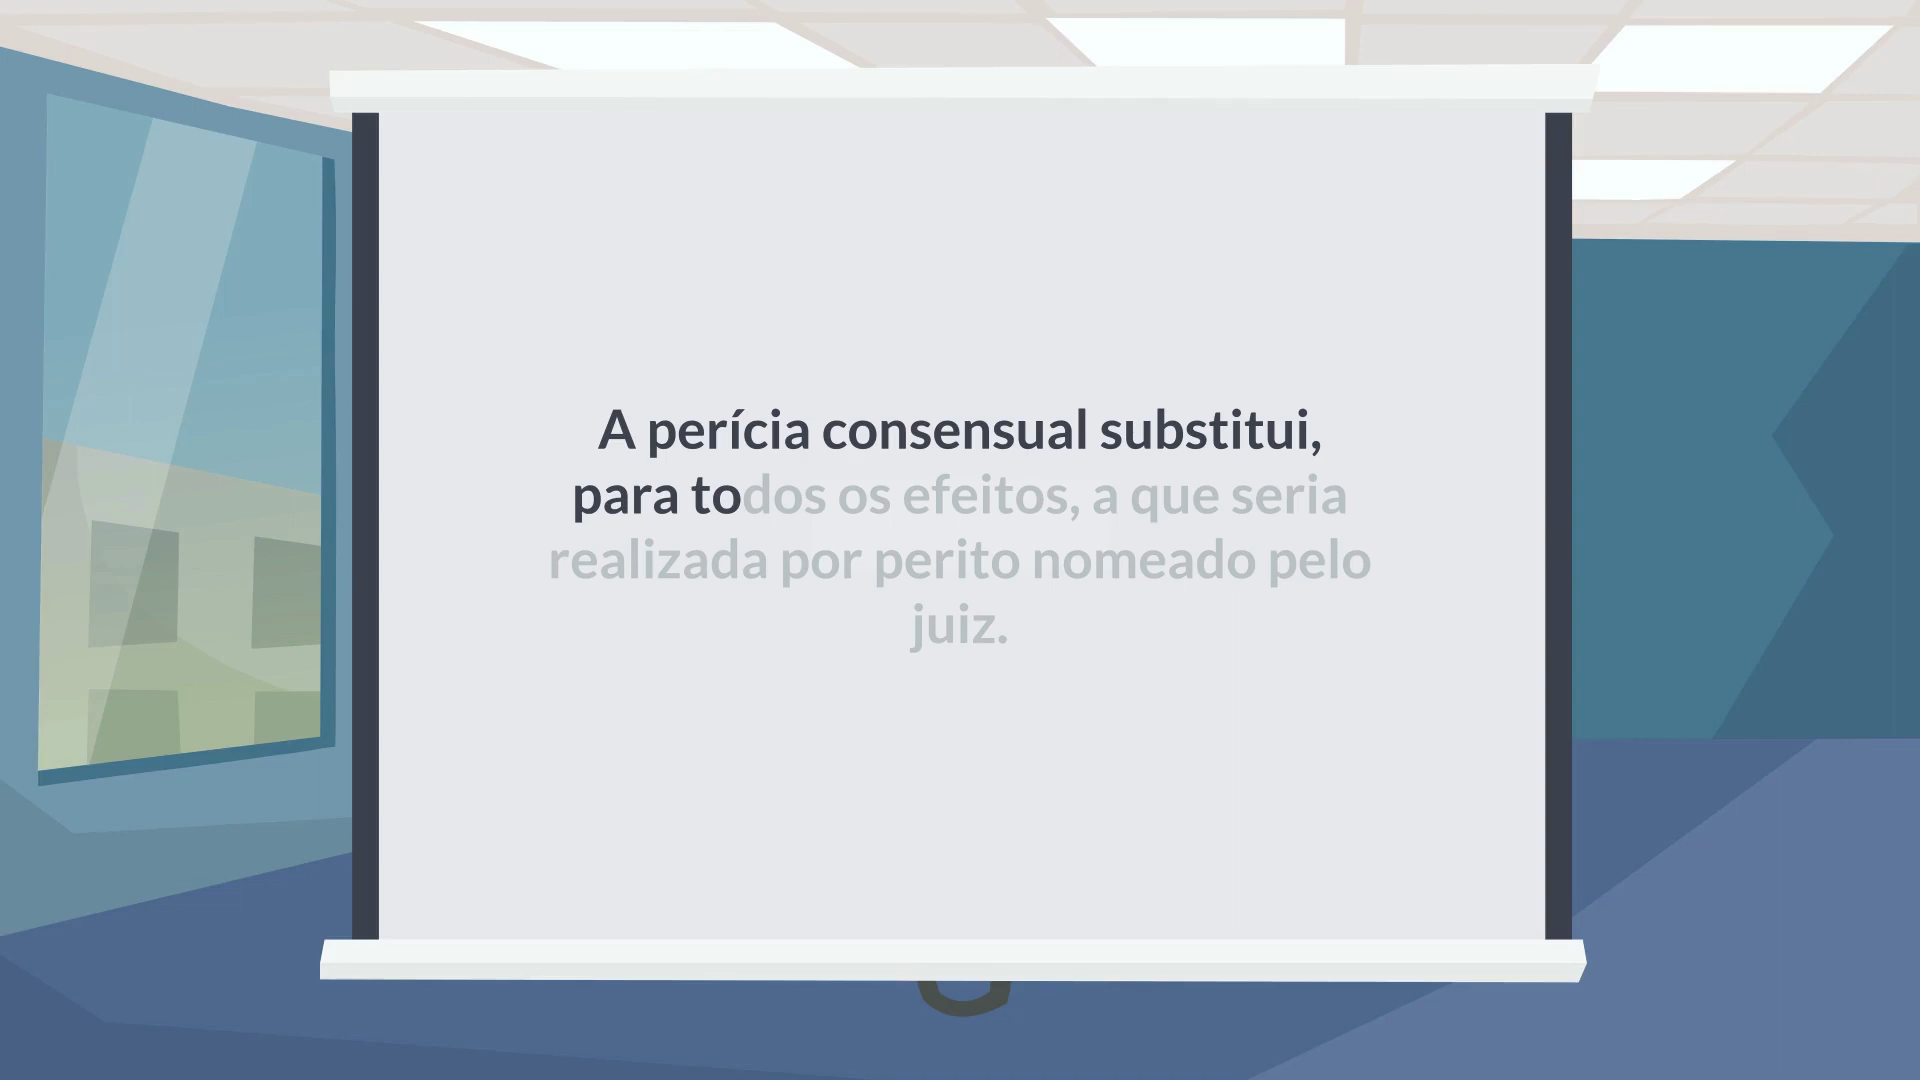 A perícia consensual substitui,
para todos os efeitos, a que seria
realizada por perito nomeado pelo
juiz.